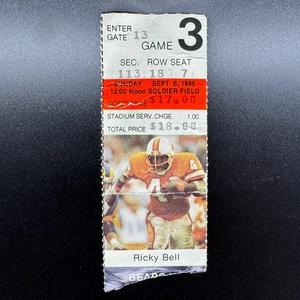 ENTER
GATE 13
GAME 3
SEC. ROW SEAT
113 18 7
SUNDAY SEPT. 8, 1985
12:00 Noon SOLDIER FIELD
$17.00
STADIUM SERV. CHGE 1.00
TOTAL PRICE $18.00
Ricky Bell
BEARS